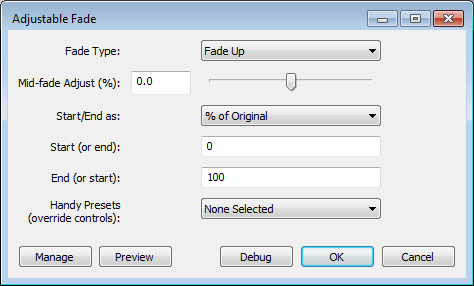 Adjustable Fade
Fade Type: Fade Up
Mid-fade Adjust (%): 0.0
Start/End as: % of Original
Start (or end): 0
End (or start): 100
Handy Presets
(override controls): None Selected
Manage Preview Debug OK Cancel